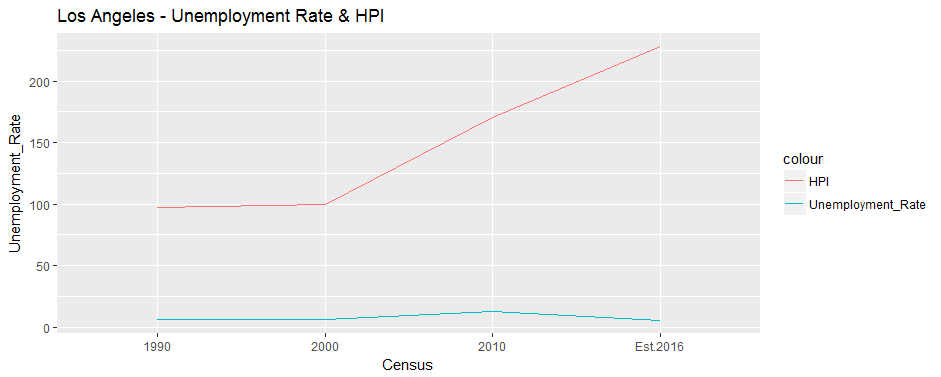 Los Angeles - Unemployment Rate & HPI
Unemployment_Rate
200
150
100
50
0
1990 2000 2010 Est.2016
Census
colour
HPI
Unemployment_Rate